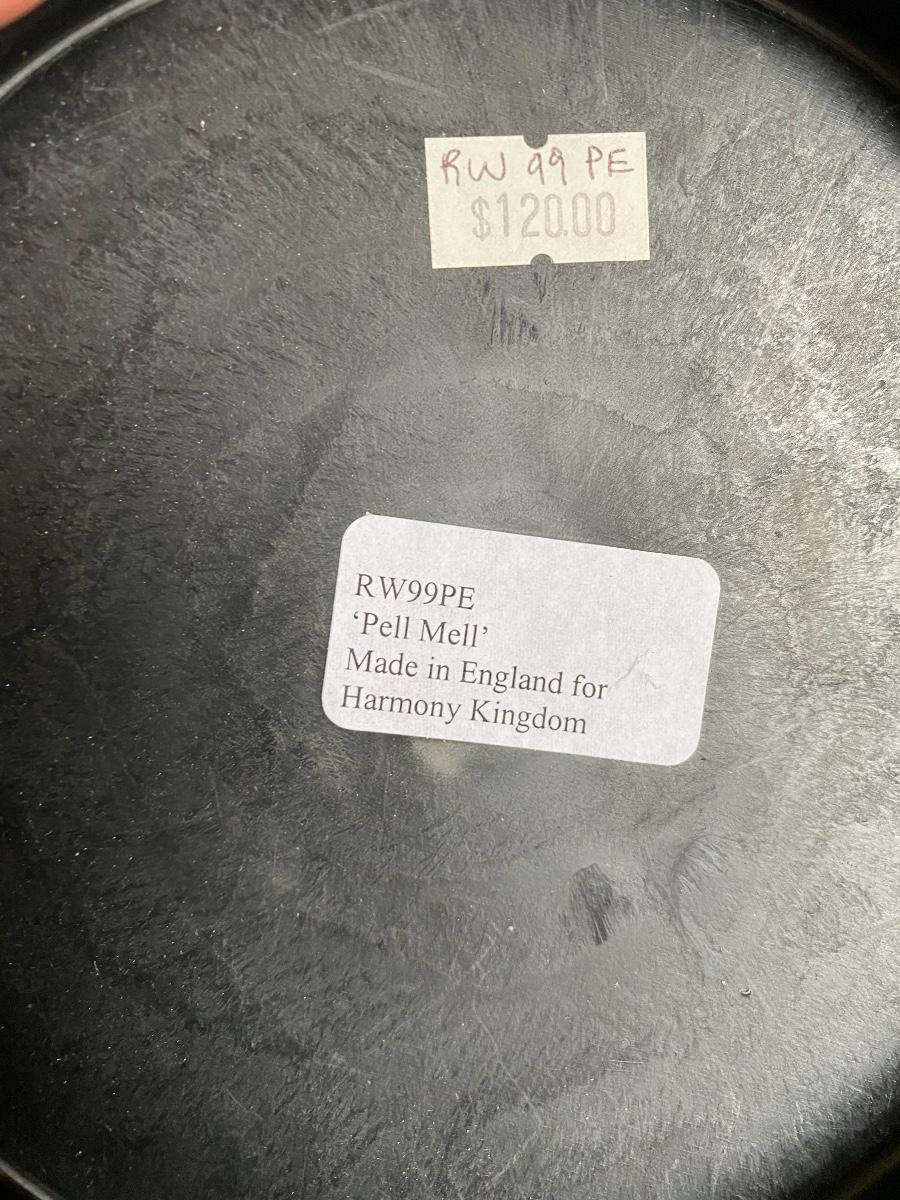 RW 99 PE
$120.00
RW99PE
‘Pell Mell’
Made in England for
Harmony Kingdom